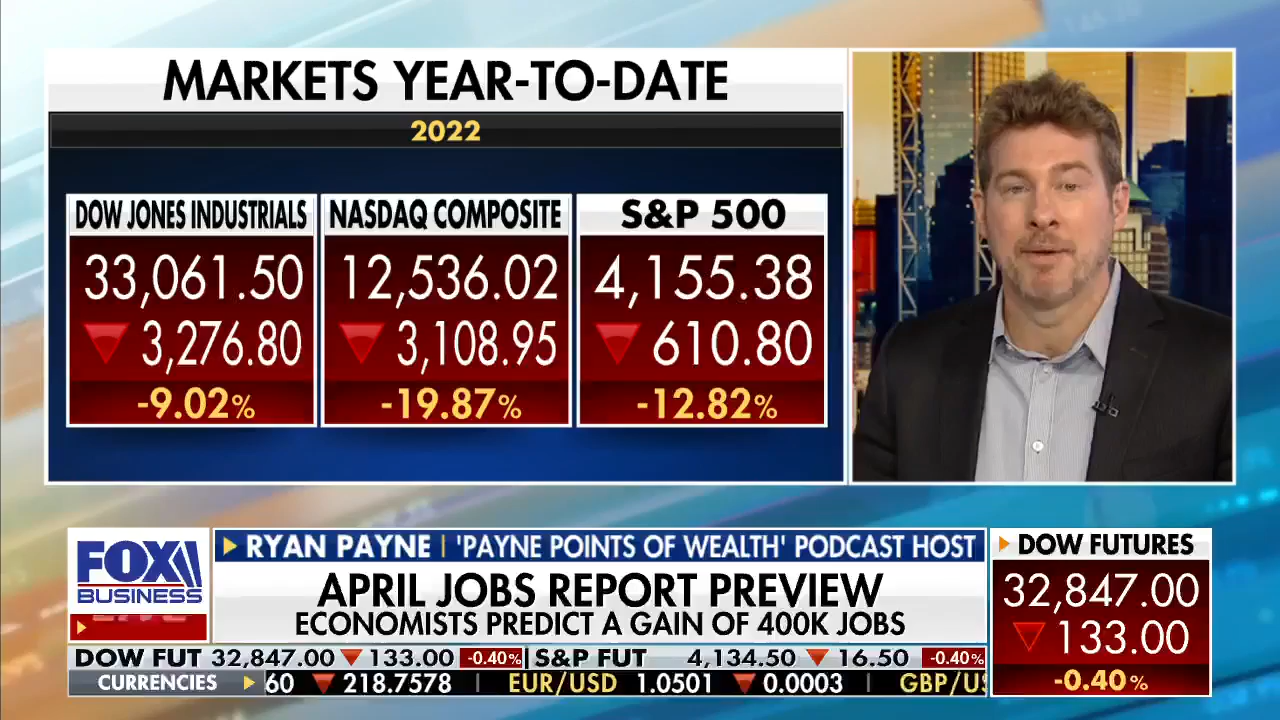 MARKETS YEAR-TO-DATE
2022
DOW JONES INDUSTRIALS
33,061.50
3,276.80
-9.02%
NASDAQ COMPOSITE
12,536.02
3,108.95
-19.87%
S&P 500
4,155.38
610.80
-12.82%
FOX
BUSINESS
RYAN PAYNE | 'PAYNE POINTS OF WEALTH' PODCAST HOST
APRIL JOBS REPORT PREVIEW
ECONOMISTS PREDICT A GAIN OF 400K JOBS
DOW FUTURES
32,847.00
133.00
-0.40%
DOW FUT 32,847.00 133.00 -0.40% S&P FUT 4,134.50 16.50 -0.40%
CURRENCIES 60 218.7578 | EUR/USD 1.0501 0.0003 | GBP/US